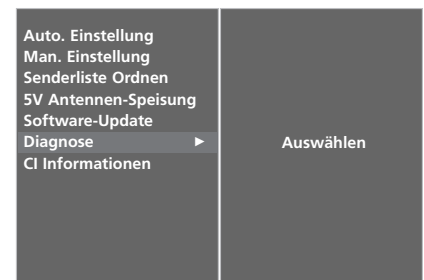 Auto. Einstellung
Man. Einstellung
Senderliste Ordnen
5V Antennen-Speisung
Software-Update
Diagnose ►
CI Informationen
Auswählen